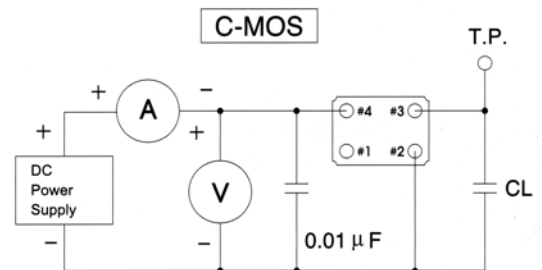 C-MOS
T.P.
+ A −
+
+ V −
#4 #3
#1 #2
DC
Power
Supply
−
0.01 μF
CL